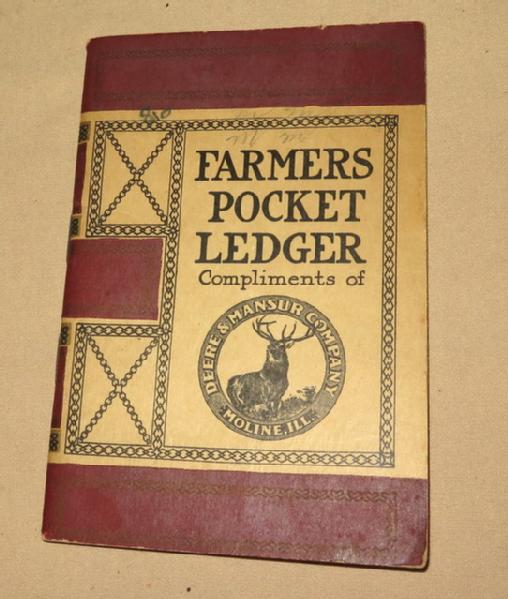 FARMERS
POCKET
LEDGER
Compliments of
DEERE & MANSUR COMPANY
MOLINE, ILL.